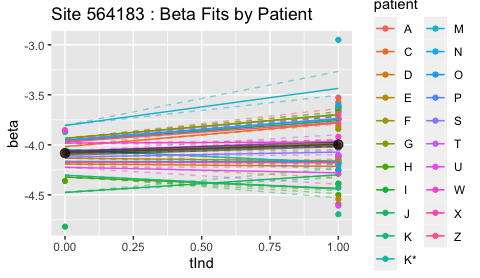 Site 564183 : Beta Fits by Patient
beta
-3.0
-3.5
-4.0
-4.5
0.00 0.25 0.50 0.75 1.00
tInd
patient
A M
C N
D O
E P
F S
G T
H U
I W
J X
K Z
K*